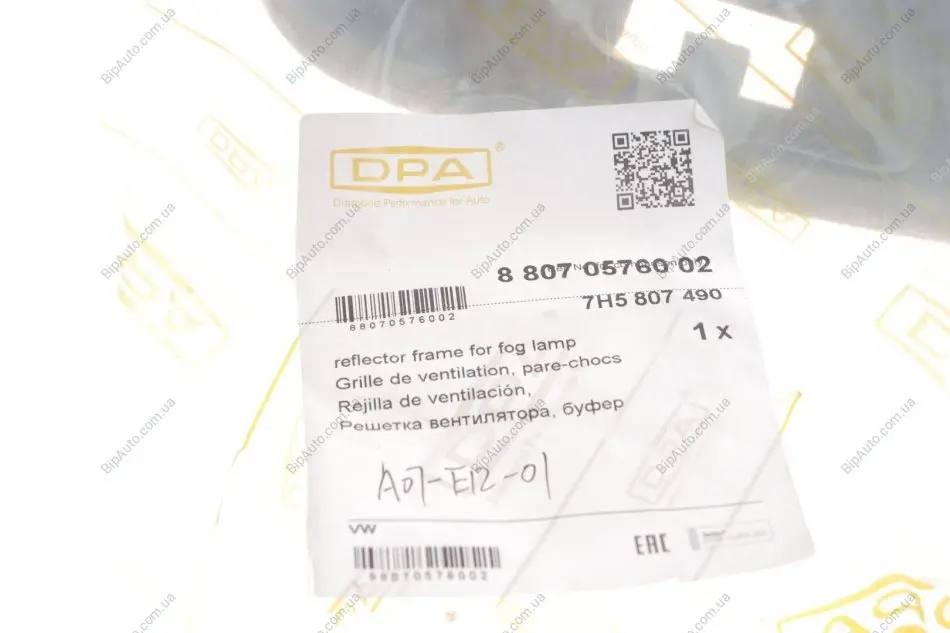 DPA®
Diamond Performance for Auto
8 807 05760 02
7H5 807 490
88070576002
1 x
reflector frame for fog lamp
Grille de ventilation, pare-chocs
Rejilla de ventilación,
Решетка вентилятора, буфер
A07-E12-01
VW
EAC
88070576002
BipAuto.com.ua